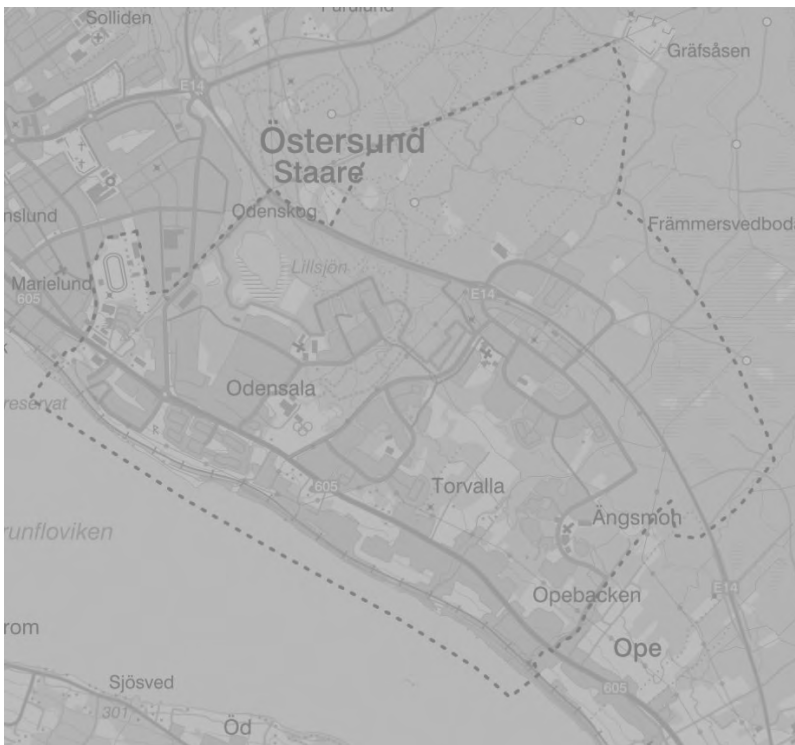 Solliden
Furulund
Gräfsåsen
E14
Östersund
Staare
nslund
Odenskog
Främmersvedbod
Lillsjön
Marielund
605
E14
k
Odensala
reservat
605
Torvalla
Ängsmon
runfloviken
E14
Opebacken
rom
Ope
Sjösved
605
301
Öd